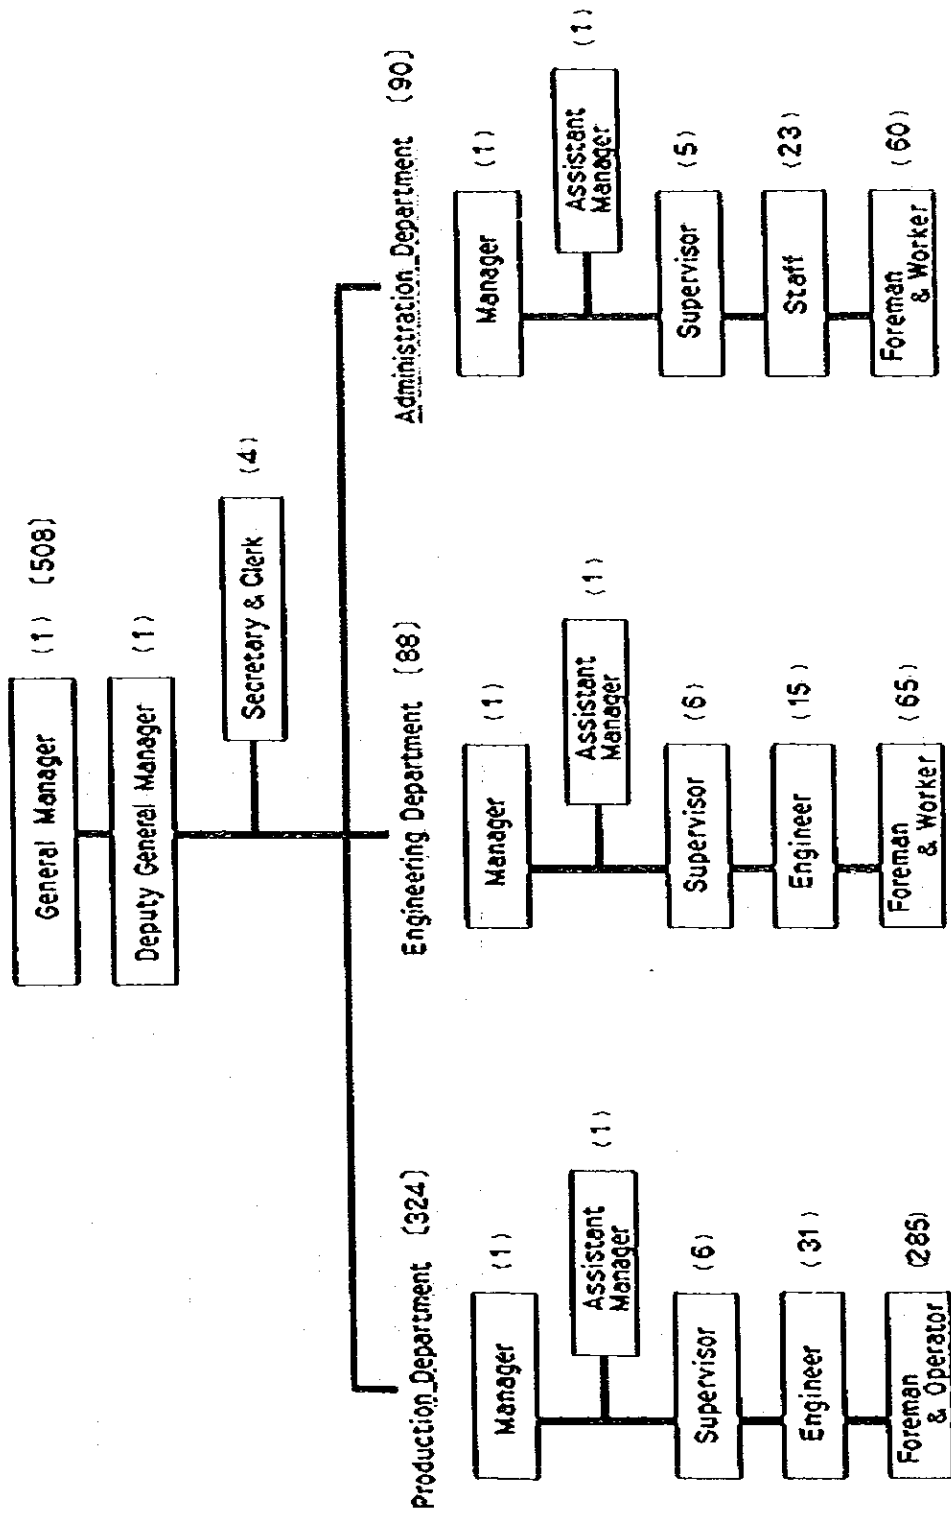 General Manager (1) [508]
Deputy General Manager (1)
Secretary & Clerk (4)
Production Department [324]
Manager (1)
Assistant
Manager
(1)
Supervisor (6)
Engineer (31)
Foreman
& Operator
(285)
Engineering Department [88]
Manager (1)
Assistant
Manager
(1)
Supervisor (6)
Engineer (15)
Foreman
& Worker
(65)
Administration Department [90]
Manager (1)
Assistant
Manager
(1)
Supervisor (5)
Staff (23)
Foreman
& Worker
(60)